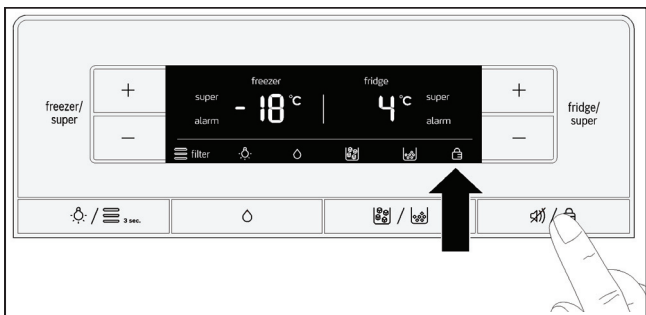 freezer fridge
super -18 °C 4 °C super
alarm alarm
filter
freezer/
super
+
−
+
−
fridge/
super
/ 3 sec.
/
/